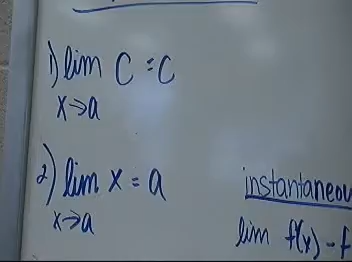 1) lim C = C
x→a
2) lim x = a
x→a
instantaneou
lim f(x) - f